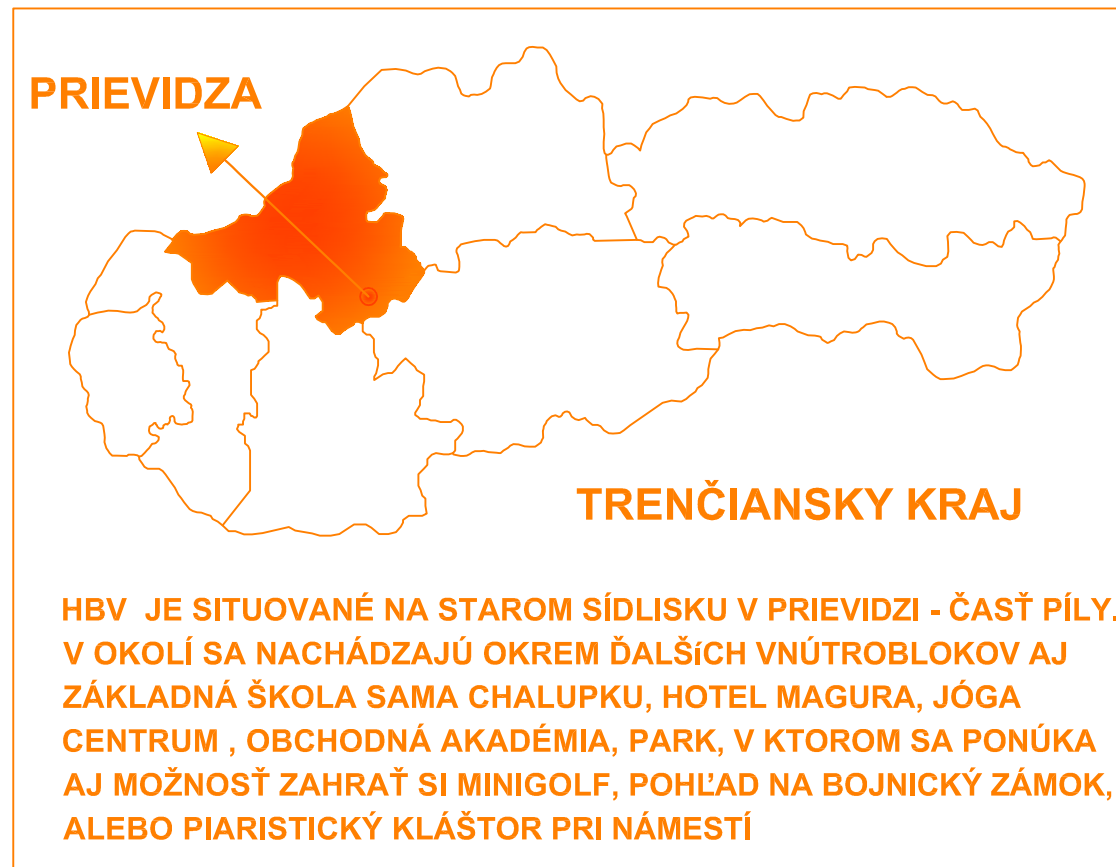 PRIEVIDZA
TRENČIANSKY KRAJ
HBV JE SITUOVANÉ NA STAROM SÍDLISKU V PRIEVIDZI - ČASŤ PÍLY.
V OKOLÍ SA NACHÁDZAJÚ OKREM ĎALŠíCH VNÚTROBLOKOV AJ
ZÁKLADNÁ ŠKOLA SAMA CHALUPKU, HOTEL MAGURA, JÓGA
CENTRUM , OBCHODNÁ AKADÉMIA, PARK, V KTOROM SA PONÚKA
AJ MOŽNOSŤ ZAHRAŤ SI MINIGOLF, POHĽAD NA BOJNICKÝ ZÁMOK,
ALEBO PIARISTICKÝ KLÁŠTOR PRI NÁMESTÍ